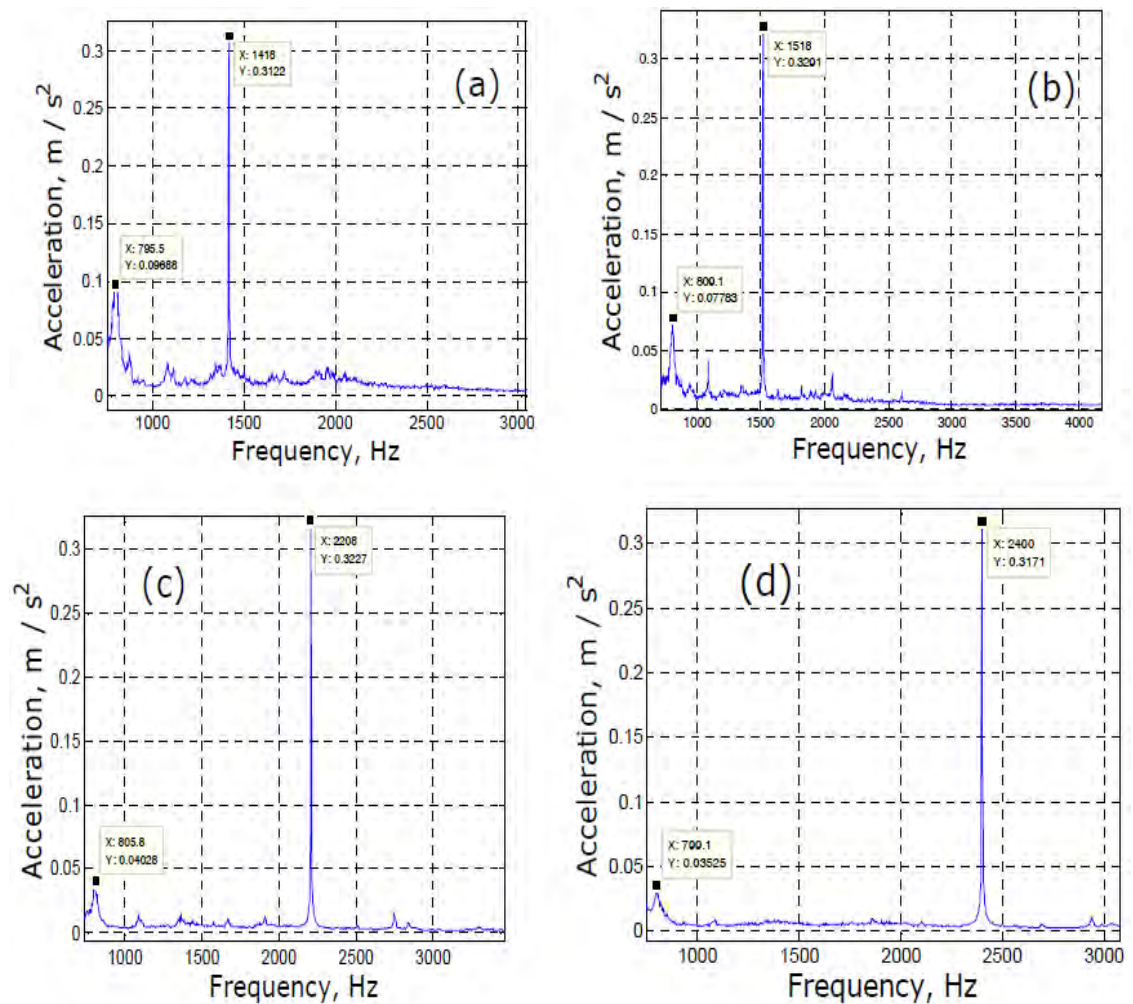 0.3
X: 1418
Y: 0.3122
(a)
0.25
0.2
0.15
X: 795.5
Y: 0.09688
0.1
0.05
0
1000 1500 2000 2500 3000
Acceleration, m / s²
Frequency, Hz
X: 1518
Y: 0.3291
(b)
0.3
0.25
0.2
0.15
X: 809.1
Y: 0.07783
0.1
0.05
0
1000 1500 2000 2500 3000 3500 4000
Acceleration, m / s²
Frequency, Hz
0.3
X: 2208
Y: 0.3227
(c)
0.25
0.2
0.15
0.1
X: 805.8
Y: 0.04028
0.05
0
1000 1500 2000 2500 3000
Acceleration, m / s²
Frequency, Hz
0.3
X: 2400
Y: 0.3171
(d)
0.25
0.2
0.15
0.1
X: 799.1
Y: 0.03525
0.05
0
1000 1500 2000 2500 3000
Acceleration, m / s²
Frequency, Hz